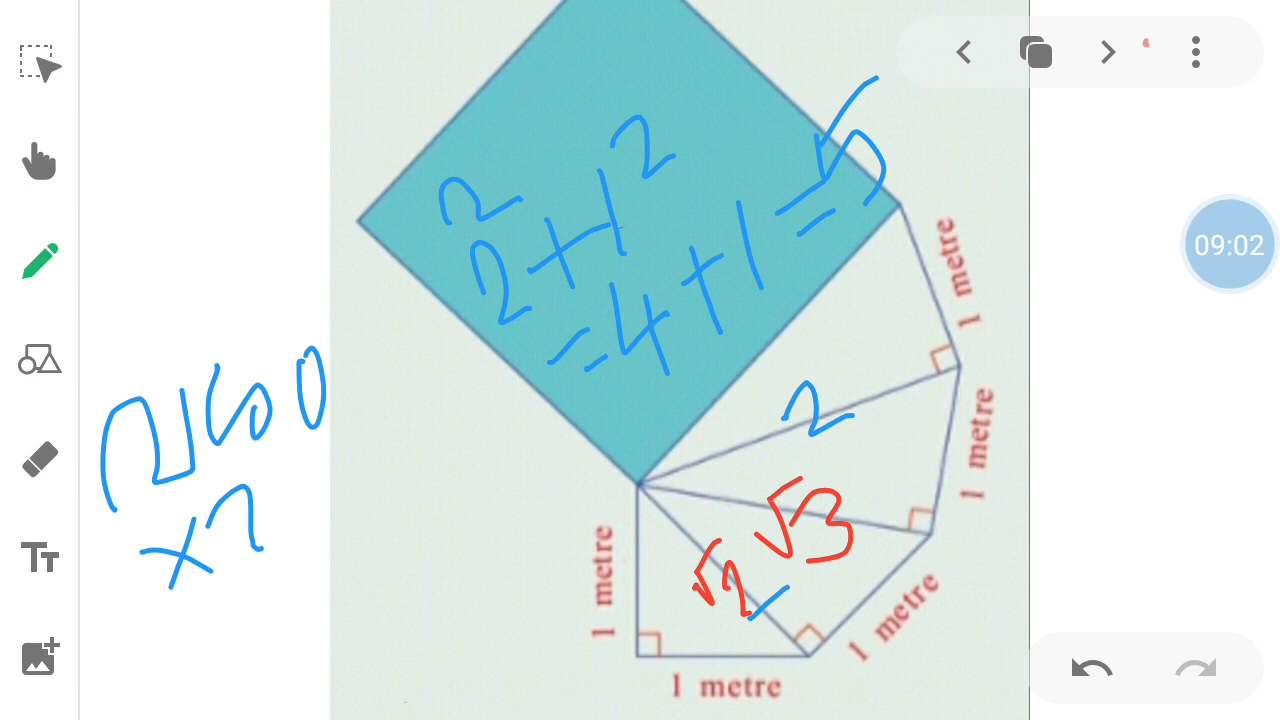 09:02
2² + 1²
= 4 + 1 = 5
1 metre
2
1 metre
√3
√2
1 metre
1 metre
1 metre
Tт